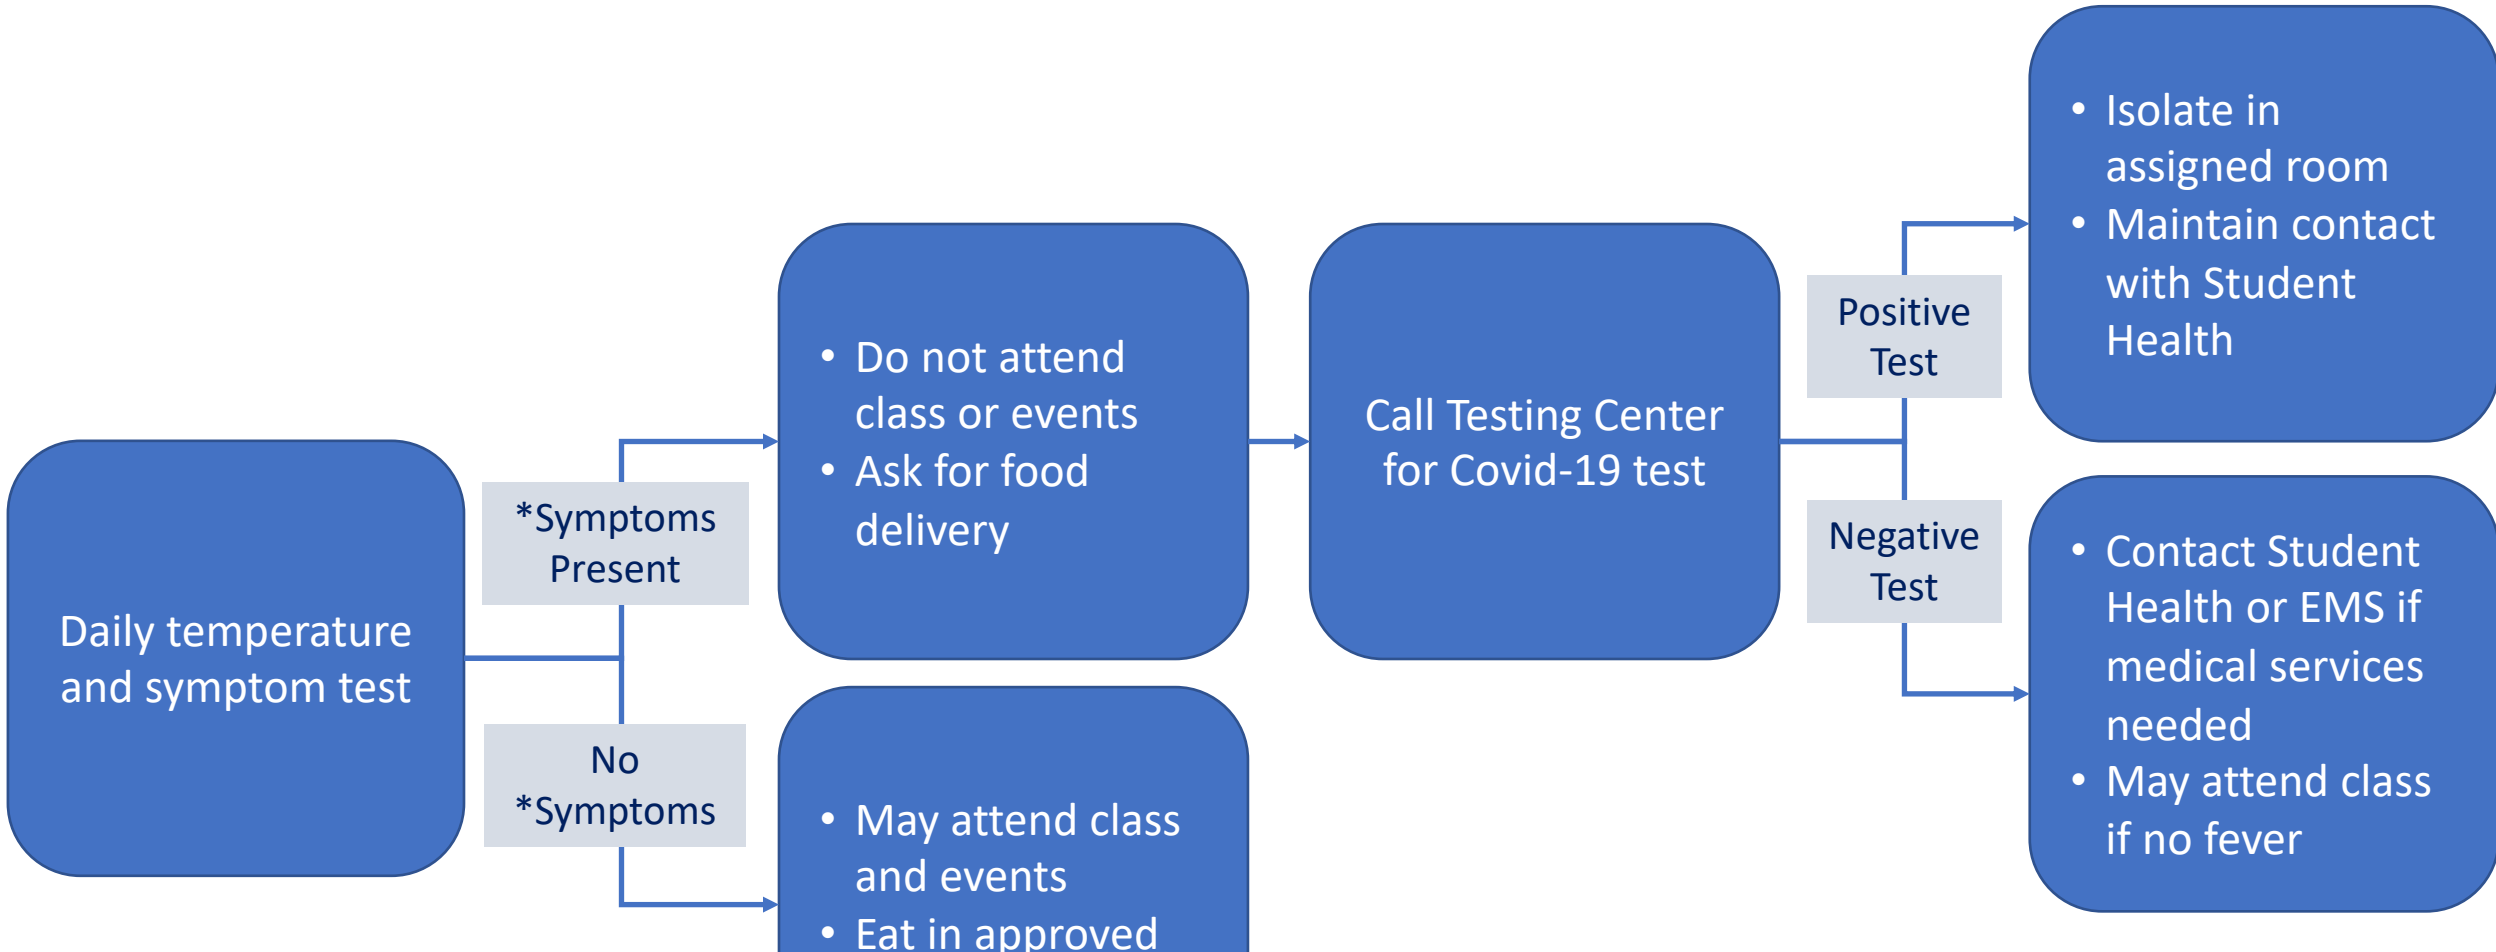 Daily temperature
and symptom test
*Symptoms
Present
No
*Symptoms
• Do not attend
class or events
• Ask for food
delivery
• May attend class
and events
• Eat in approved
Call Testing Center
for Covid-19 test
Positive
Test
Negative
Test
• Isolate in
assigned room
• Maintain contact
with Student
Health
• Contact Student
Health or EMS if
medical services
needed
• May attend class
if no fever